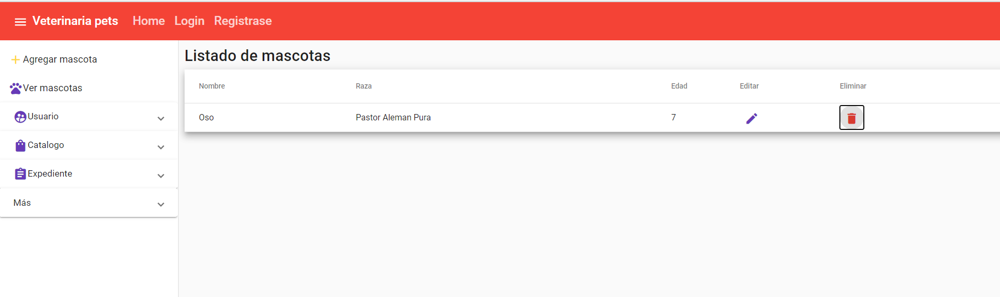 Veterinaria pets Home Login Registrase
Agregar mascota
Ver mascotas
Usuario
Catalogo
Expediente
Más
Listado de mascotas
Nombre Raza Edad Editar Eliminar
Oso Pastor Aleman Pura 7